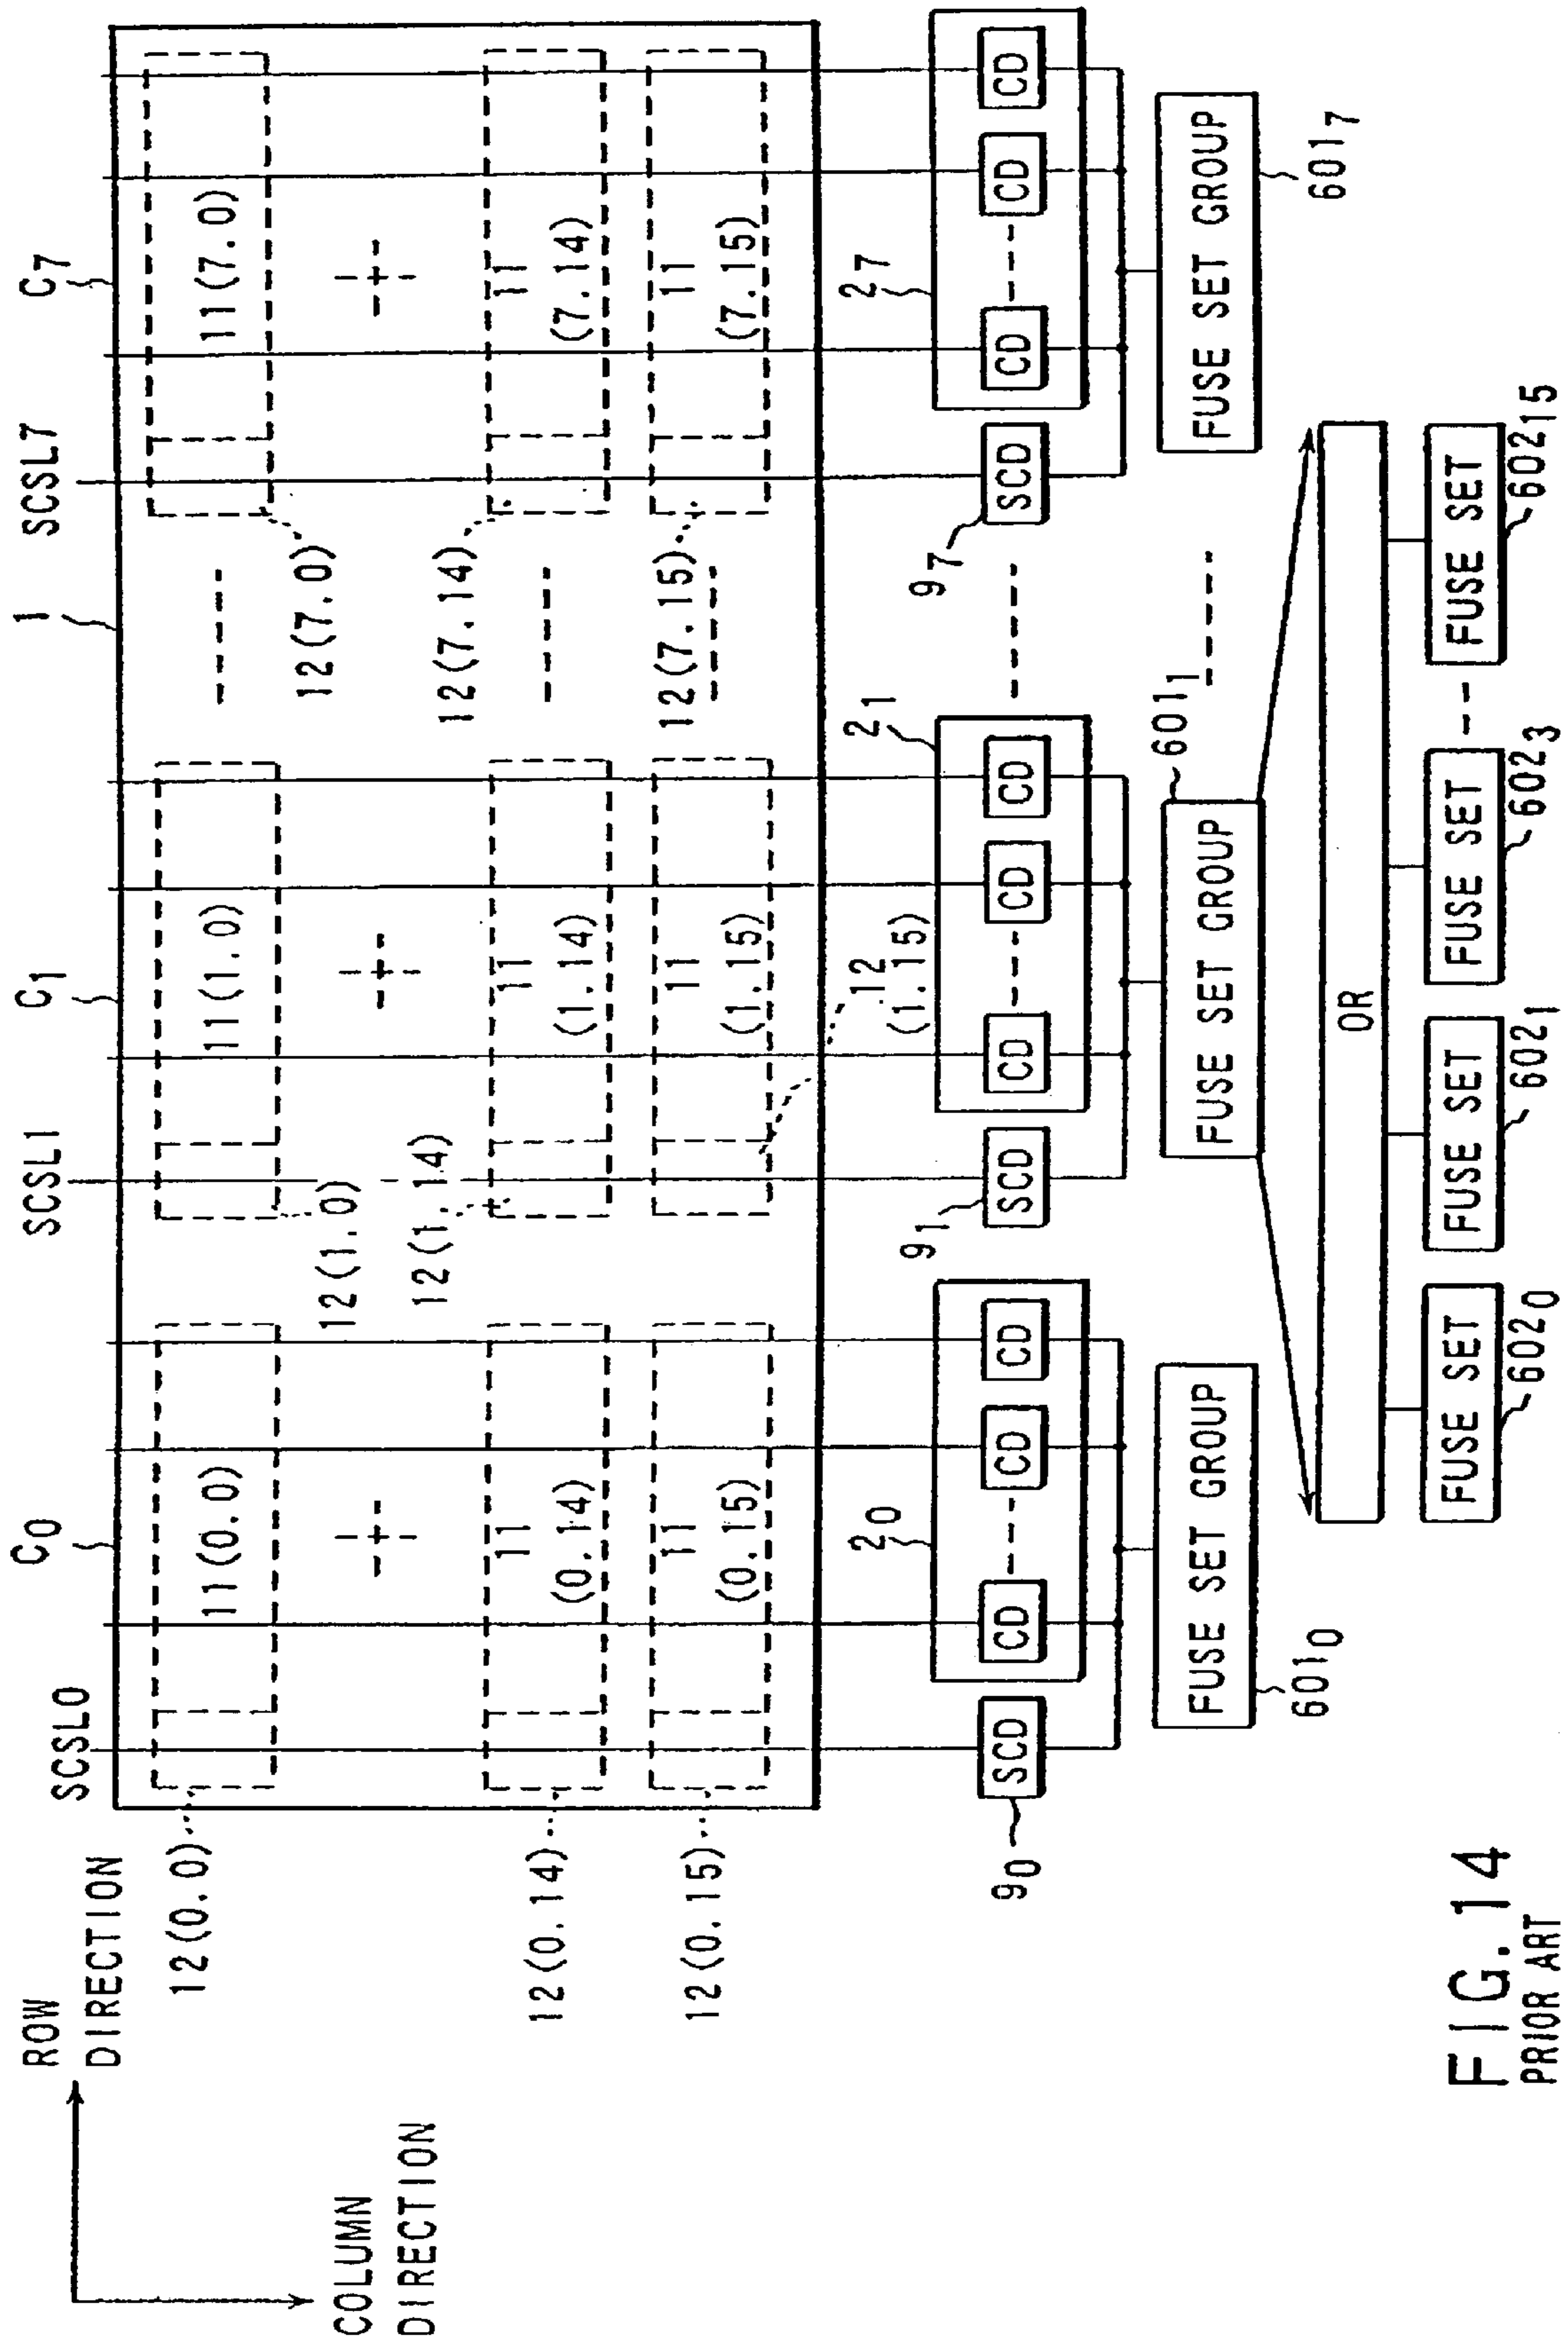 ROW
DIRECTION
COLUMN
DIRECTION
SCSL0
C0
SCSL1
C1
1
SCSL7
C7
12(0.0)
11(0.0)
11(1.0)
12(1.0)
12(7.0)
11(7.0)
12(0.14)
11
(0.14)
12(1.14)
11
(1.14)
12(7.14)
11
(7.14)
12(0.15)
11
(0.15)
11
(1.15)
12
(1.15)
12(7.15)
11
(7.15)
20
21
27
90
SCD
CD
CD
CD
91
SCD
CD
CD
CD
97
SCD
CD
CD
CD
FUSE SET GROUP
6010
FUSE SET GROUP
6011
FUSE SET GROUP
6017
OR
FUSE SET
6020
FUSE SET
6021
FUSE SET
6023
FUSE SET
60215
FIG. 14
PRIOR ART